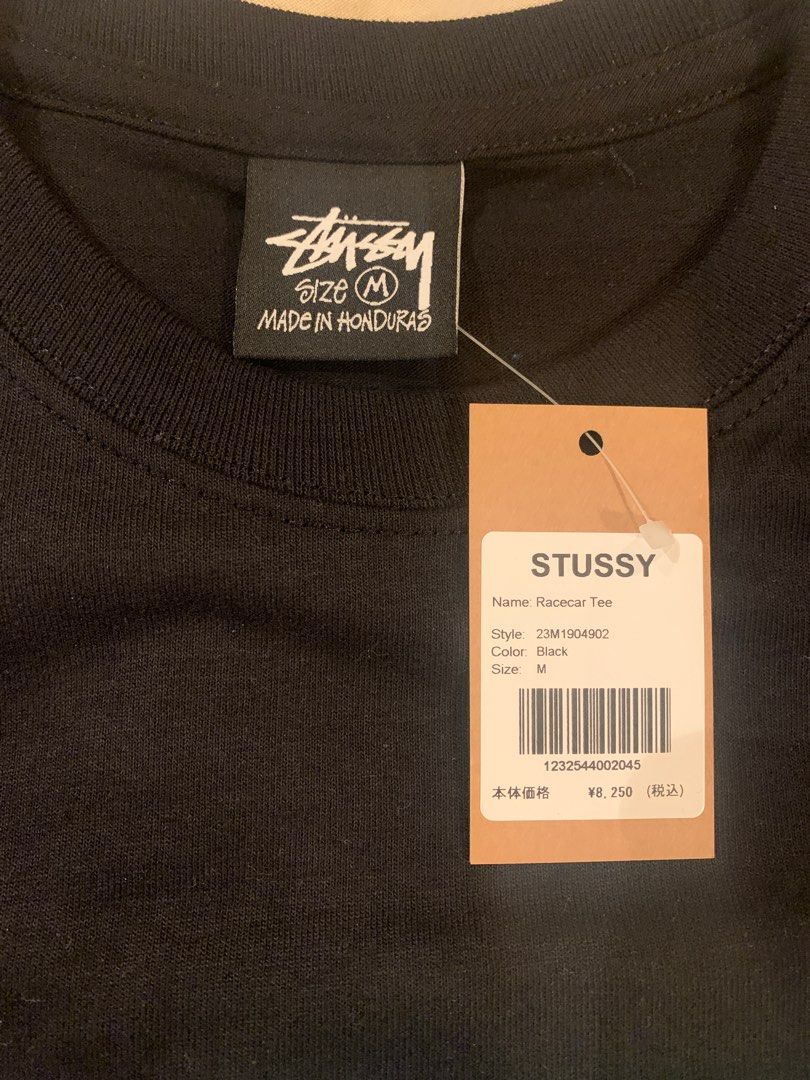 Stüssy
SIZE M
MADE IN HONDURAS
STUSSY
Name: Racecar Tee
Style: 23M1904902
Color: Black
Size: M
1232544002045
本体価格 ¥8,250 (税込)